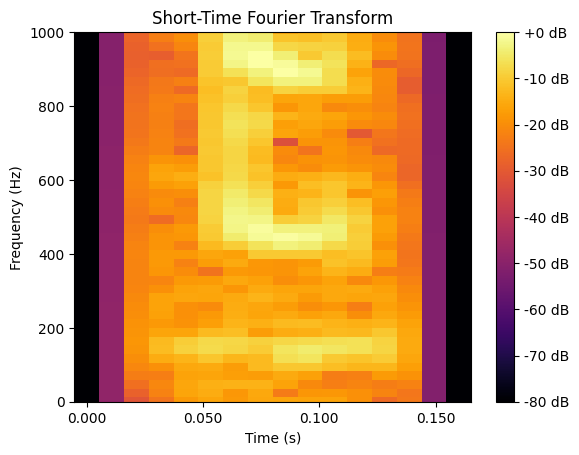 Short-Time Fourier Transform
1000
800
600
400
200
0
Frequency (Hz)
0.000
0.050
0.100
0.150
Time (s)
+0 dB
-10 dB
-20 dB
-30 dB
-40 dB
-50 dB
-60 dB
-70 dB
-80 dB